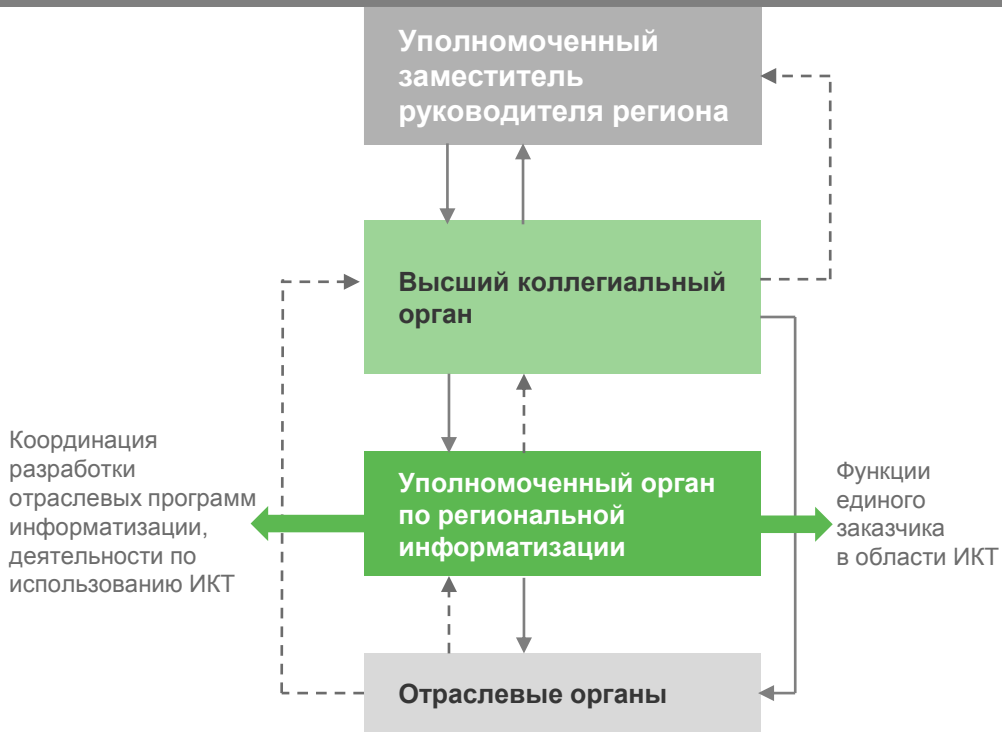 Уполномоченный
заместитель
руководителя региона
Высший коллегиальный
орган
Координация
разработки
отраслевых программ
информатизации,
деятельности по
использованию ИКТ
Уполномоченный орган
по региональной
информатизации
Функции
единого
заказчика
в области ИКТ
Отраслевые органы